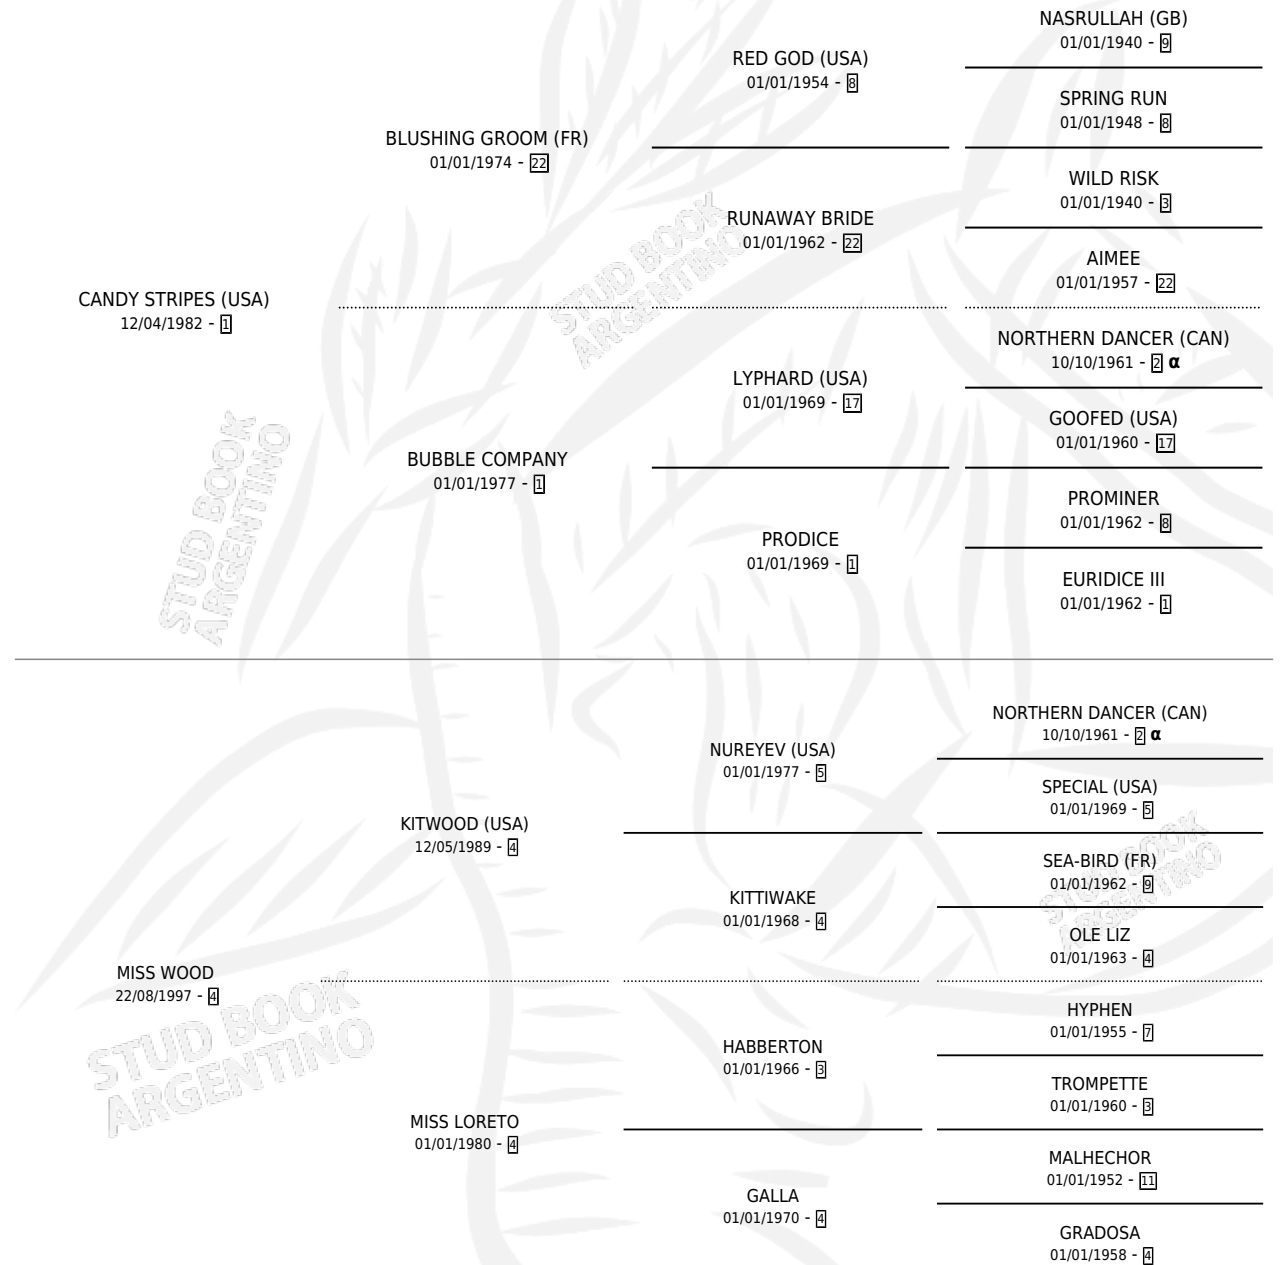 NASRULLAH (GB)
01/01/1940 - 9
RED GOD (USA)
01/01/1954 - 8
SPRING RUN
01/01/1948 - 8
BLUSHING GROOM (FR)
01/01/1974 - 22
WILD RISK
01/01/1940 - 3
RUNAWAY BRIDE
01/01/1962 - 22
AIMEE
01/01/1957 - 22
CANDY STRIPES (USA)
12/04/1982 - 1
NORTHERN DANCER (CAN)
10/10/1961 - 2 α
LYPHARD (USA)
01/01/1969 - 17
GOOFED (USA)
01/01/1960 - 17
BUBBLE COMPANY
01/01/1977 - 1
PROMINER
01/01/1962 - 8
PRODICE
01/01/1969 - 1
EURIDICE III
01/01/1962 - 1
NORTHERN DANCER (CAN)
10/10/1961 - 2 α
NUREYEV (USA)
01/01/1977 - 5
SPECIAL (USA)
01/01/1969 - 5
KITWOOD (USA)
12/05/1989 - 4
SEA-BIRD (FR)
01/01/1962 - 9
KITTIWAKE
01/01/1968 - 4
OLE LIZ
01/01/1963 - 4
MISS WOOD
22/08/1997 - 4
HYPHEN
01/01/1955 - 7
HABBERTON
01/01/1966 - 3
TROMPETTE
01/01/1960 - 3
MISS LORETO
01/01/1980 - 4
MALHECHOR
01/01/1952 - 11
GALLA
01/01/1970 - 4
GRADOSA
01/01/1958 - 4
STUD BOOK
ARGENTINO
STUD BOOK
ARGENTINO
STUD BOOK
ARGENTINO
STUD BOOK
ARGENTINO